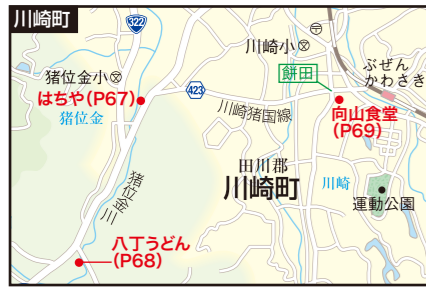 川崎町
322
川崎小
ぶぜん
かわさき
猪位金小
餅田
はちや(P67)
423
川崎猪国線
向山食堂
(P69)
猪位金
田川郡
川崎町
川崎
猪位金川
運動公園
八丁うどん
(P68)